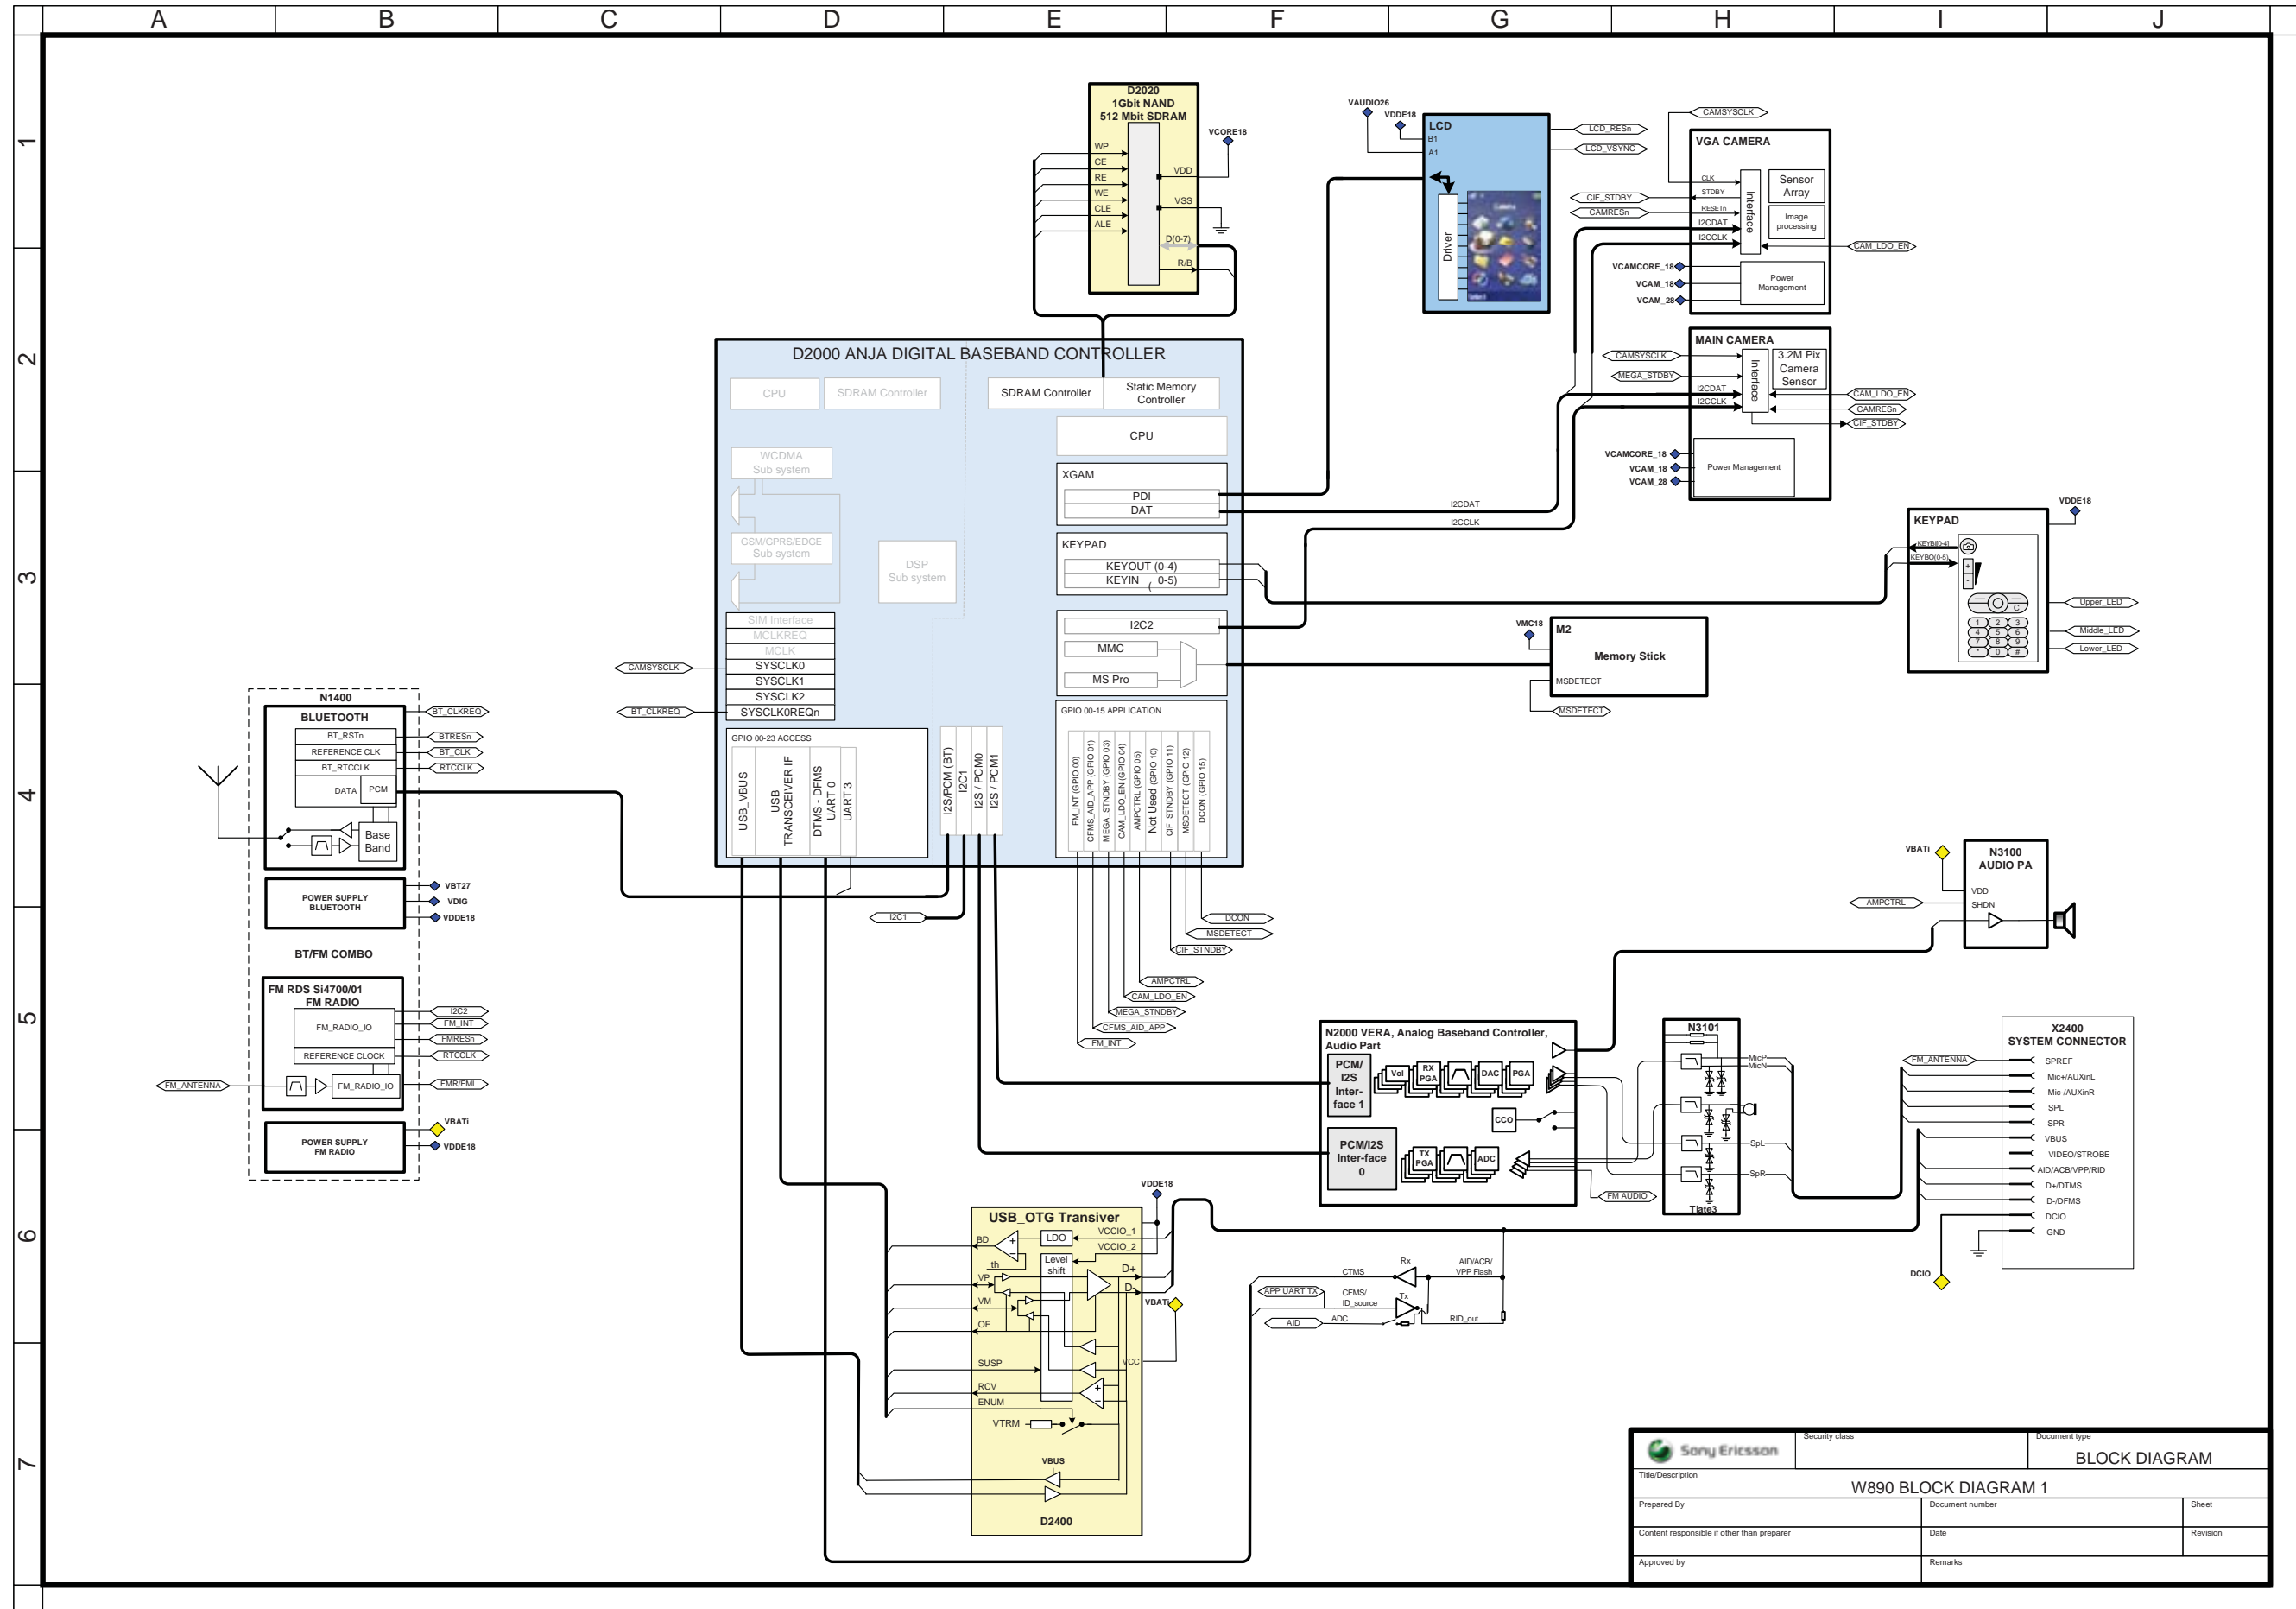 A B C D E F G H I J
1
2
3
4
5
6
7
D2020
1Gbit NAND
512 Mbit SDRAM
WP
CE
RE
WE
CLE
ALE
VDD
VSS
D(0-7)
R/B
VCORE18
VAUDIO26
VDDE18
LCD
B1
A1
Driver
LCD_RESn
LCD_VSYNC
CAMSYSCLK
VGA CAMERA
CLK
STDBY
RESETn
I2CDAT
I2CCLK
Interface
Sensor
Array
Image
processing
CIF_STDBY
CAMRESn
CAM_LDO_EN
VCAMCORE_18
VCAM_18
VCAM_28
Power
Management
MAIN CAMERA
CAMSYSCLK
MEGA_STDBY
I2CDAT
I2CCLK
Interface
3.2M Pix
Camera
Sensor
CAM_LDO_EN
CAMRESn
CIF_STDBY
VCAMCORE_18
VCAM_18
VCAM_28
Power Management
D2000 ANJA DIGITAL BASEBAND CONTROLLER
CPU
SDRAM Controller
SDRAM Controller
Static Memory
Controller
CPU
WCDMA
Sub system
GSM/GPRS/EDGE
Sub system
DSP
Sub system
XGAM
PDI
DAT
I2CDAT
I2CCLK
KEYPAD
KEYOUT (0-4)
KEYIN ( 0-5)
I2C2
MMC
MS Pro
SIM Interface
MCLKREQ
MCLK
SYSCLK0
SYSCLK1
SYSCLK2
SYSCLK0REQn
CAMSYSCLK
BT_CLKREQ
GPIO 00-23 ACCESS
USB_VBUS
USB
TRANSCEIVER IF
DTMS - DFMS
UART 0
UART 3
I2S/PCM (BT)
I2C1
I2S / PCM0
I2S / PCM1
GPIO 00-15 APPLICATION
FM_INT (GPIO 00)
CFMS_AID_APP (GPIO 01)
MEGA_STNDBY (GPIO 03)
CAM_LDO_EN (GPIO 04)
AMPCTRL (GPIO 05)
Not Used (GPIO 10)
CIF_STNDBY (GPIO 11)
MSDETECT (GPIO 12)
DCON (GPIO 15)
I2C1
DCON
MSDETECT
CIF_STNDBY
AMPCTRL
CAM_LDO_EN
MEGA_STNDBY
CFMS_AID_APP
FM_INT
VMC18
M2
Memory Stick
MSDETECT
MSDETECT
VDDE18
KEYPAD
KEYBI[0-4]
KEYBO(0-5)
+
-
C
1 2 3
4 5 6
7 8 9
* 0 #
Upper_LED
Middle_LED
Lower_LED
N1400
BLUETOOTH
BT_RSTn
REFERENCE CLK
BT_RTCCLK
DATA
PCM
Base
Band
BT_CLKREQ
BTRESn
BT_CLK
RTCCLK
POWER SUPPLY
BLUETOOTH
VBT27
VDIG
VDDE18
BT/FM COMBO
FM RDS Si4700/01
FM RADIO
FM_RADIO_IO
REFERENCE CLOCK
FM_RADIO_IO
I2C2
FM_INT
FMRESn
RTCCLK
FMR/FML
FM_ANTENNA
POWER SUPPLY
FM RADIO
VBATi
VDDE18
VBATi
N3100
AUDIO PA
VDD
SHDN
AMPCTRL
N2000 VERA, Analog Baseband Controller,
Audio Part
PCM/
I2S
Inter-
face 1
Vol
RX
PGA
DAC
PGA
CCO
PCM/I2S
Inter-face
0
TX
PGA
ADC
FM AUDIO
N3101
MicP
MicN
SpL
SpR
Tjate3
X2400
SYSTEM CONNECTOR
FM_ANTENNA
SPREF
Mic+/AUXinL
Mic-/AUXinR
SPL
SPR
VBUS
VIDEO/STROBE
AID/ACB/VPP/RID
D+/DTMS
D-/DFMS
DCIO
GND
DCIO
VDDE18
USB_OTG Transiver
BD
+
-
LDO
VCCIO_1
VCCIO_2
th
Level
shift
D+
D-
VP
VM
OE
SUSP
RCV
+
-
ENUM
VTRM
VBATi
VCC
VBUS
D2400
Rx
CTMS
AID/ACB/
VPP Flash
APP UART TX
CFMS/
ID_source
Tx
AID
ADC
RID_out
Sony Ericsson
Security class
Document type
BLOCK DIAGRAM
Title/Description
W890 BLOCK DIAGRAM 1
Prepared By
Document number
Sheet
Content responsible if other than preparer
Date
Revision
Approved by
Remarks